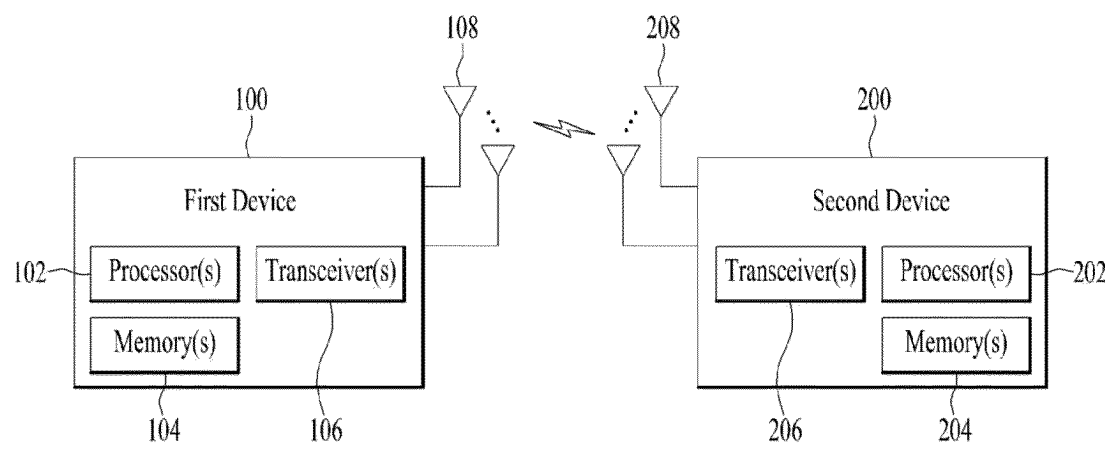 108
208
100
200
First Device
Second Device
102
Processor(s)
Transceiver(s)
Transceiver(s)
Processor(s)
202
Memory(s)
Memory(s)
104
106
206
204